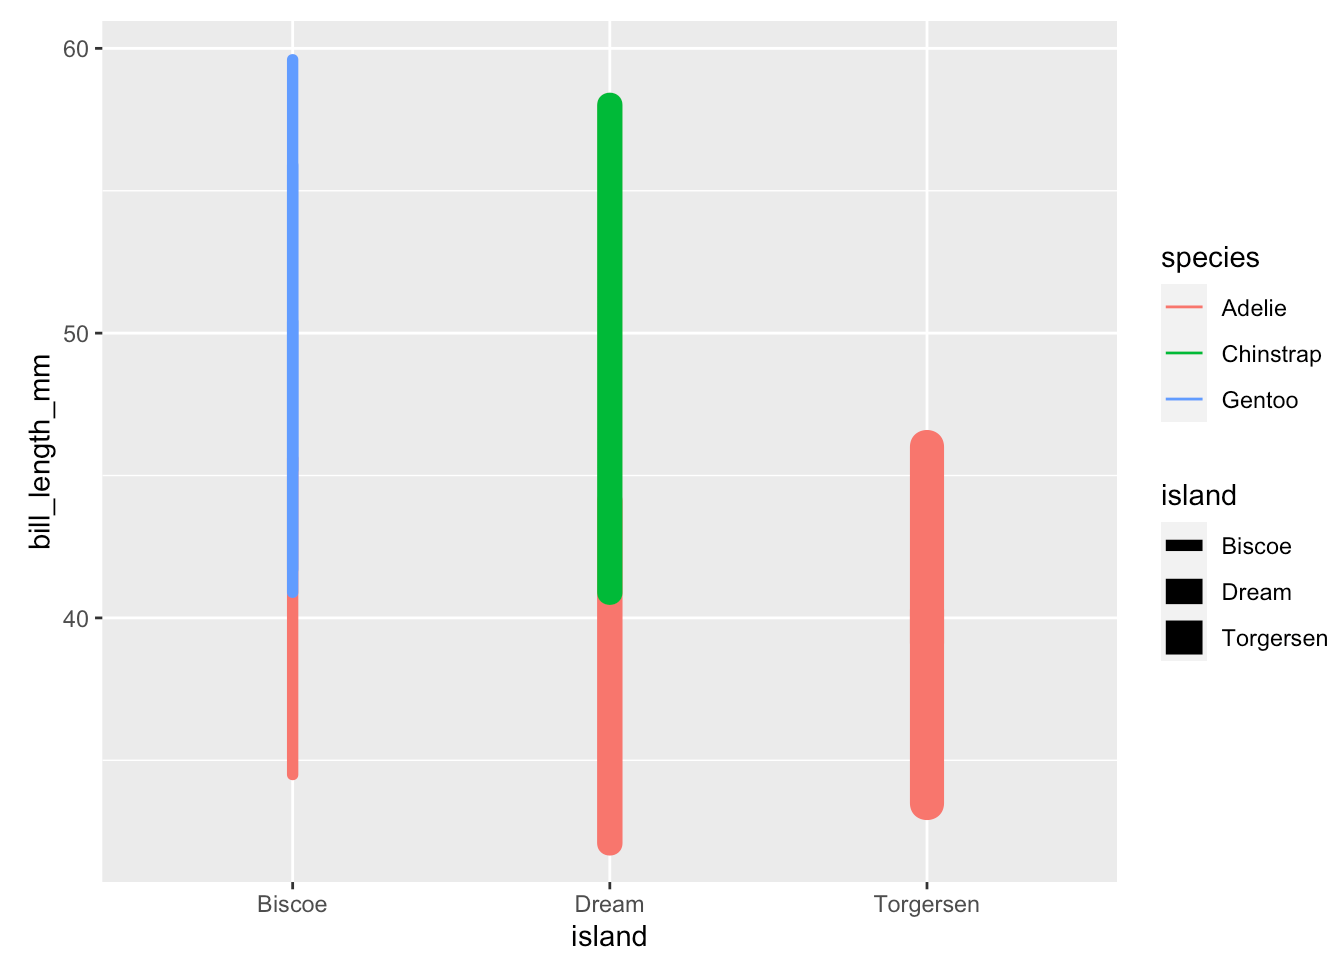 60
50
40
bill_length_mm
Biscoe
Dream
Torgersen
island
species
Adelie
Chinstrap
Gentoo
island
Biscoe
Dream
Torgersen